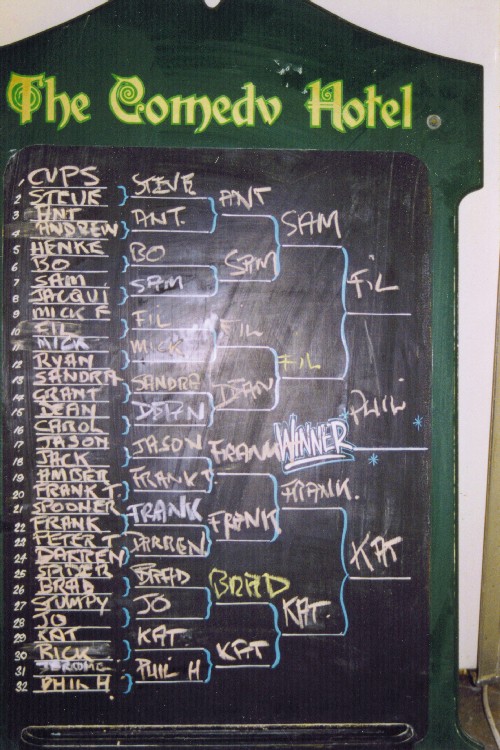 The Comedy Hotel
1 CUPS
2 STEVE
3 ANT
4 ANDREW
5 HENKE
6 BO
7 SAM
8 JACQUI
9 MICK F
10 FIL
11 MICK
12 RYAN
13 SANDRA
14 GRANT
15 DEAN
16 CAROL
17 JASON
18 JACK
19 AMBER
20 FRANK T.
21 SPOONER
22 FRANK
23 PETER T
24 DARREN
25
26 BRAD
27 STUMPY
28 JO
29 KAT
30 RICK
31
32 PHIL H.
STEVE
ANT.
BO
SAM
FIL
MICK
SANDRA
DEAN
JASON
FRANK T.
FRANK
DARREN
BRAD
JO
KAT
PHIL H
ANT
SAM
FIL
DEAN
FRANK
FRANK
BRAD
KAT
SAM
FIL
FRANK.
KAT.
FIL
KAT
WINNER
PHIL